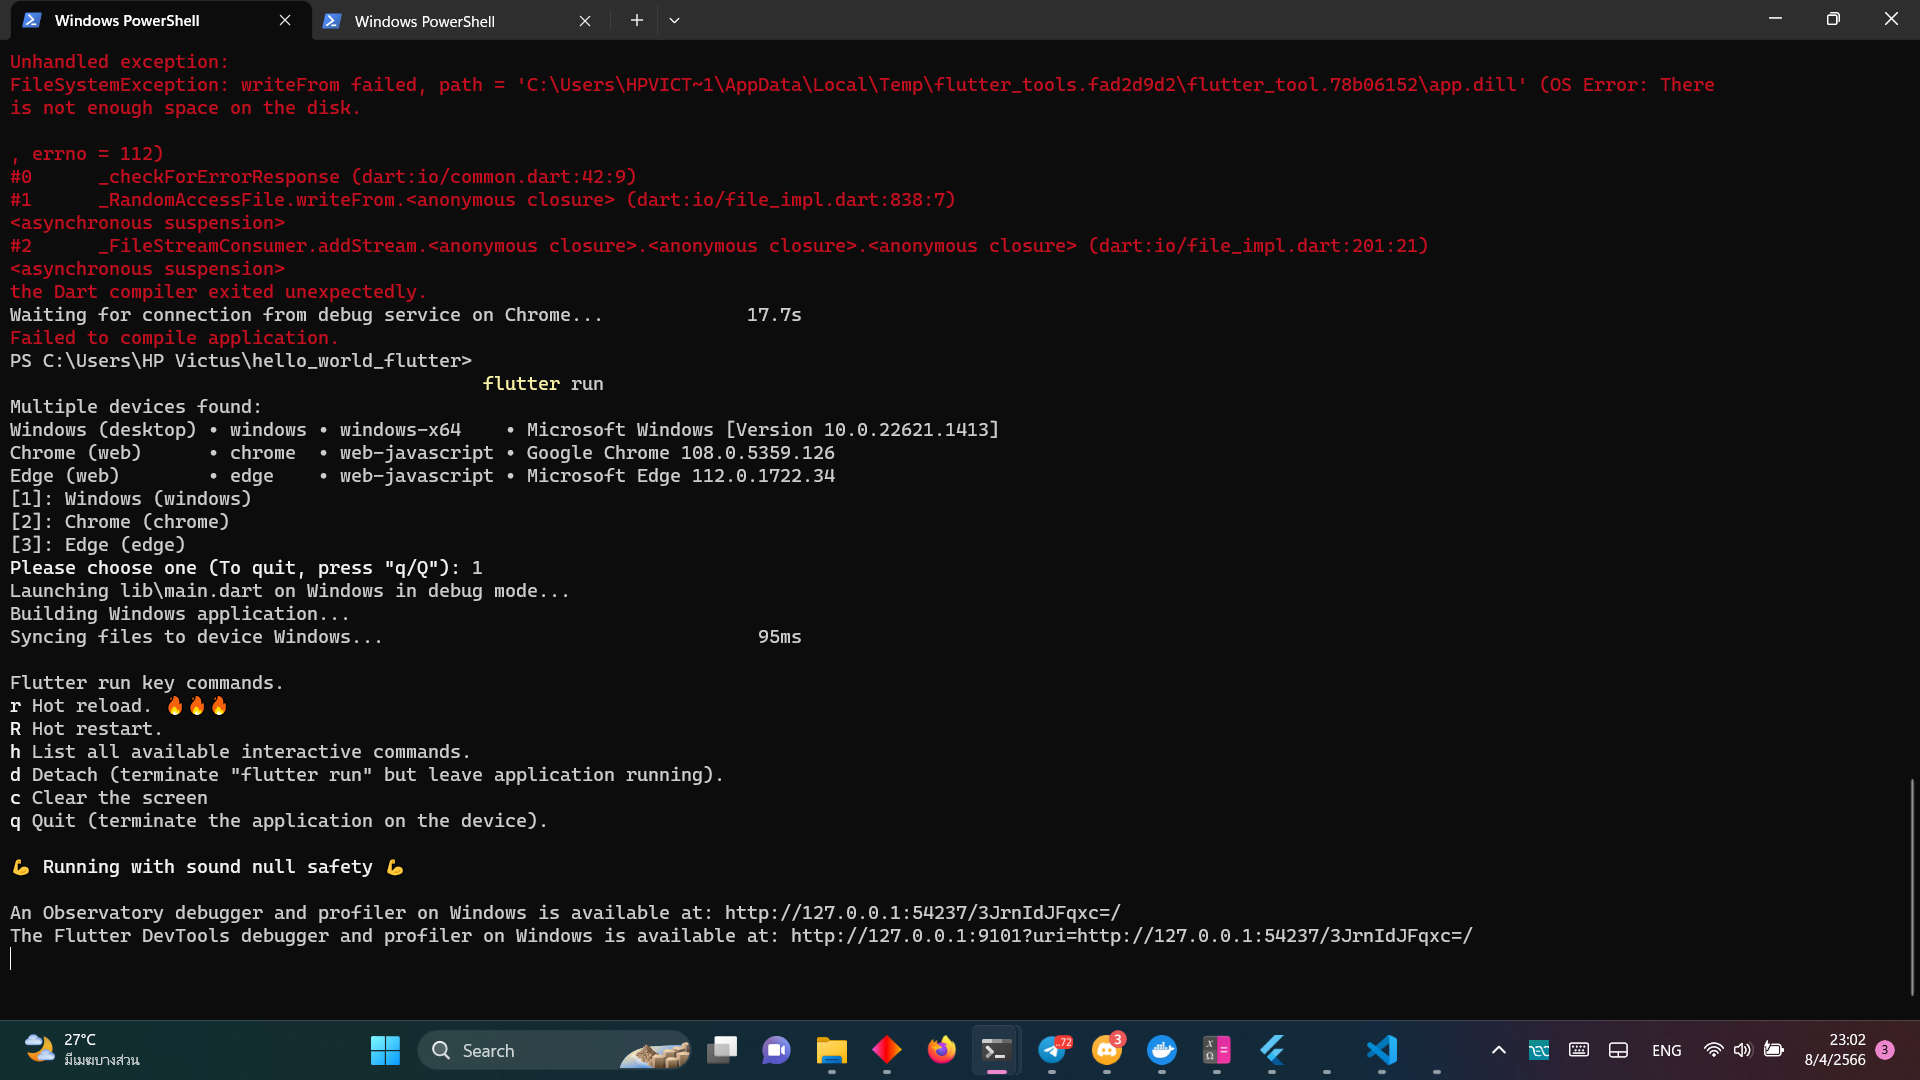 Windows PowerShell
Windows PowerShell
Unhandled exception:
FileSystemException: writeFrom failed, path = 'C:\Users\HPVICT~1\AppData\Local\Temp\flutter_tools.fad2d9d2\flutter_tool.78b06152\app.dill' (OS Error: There
is not enough space on the disk.
, errno = 112)
#0      _checkForErrorResponse (dart:io/common.dart:42:9)
#1      _RandomAccessFile.writeFrom.<anonymous closure> (dart:io/file_impl.dart:838:7)
<asynchronous suspension>
#2      _FileStreamConsumer.addStream.<anonymous closure>.<anonymous closure>.<anonymous closure> (dart:io/file_impl.dart:201:21)
<asynchronous suspension>
the Dart compiler exited unexpectedly.
Waiting for connection from debug service on Chrome...             17.7s
Failed to compile application.
PS C:\Users\HP Victus\hello_world_flutter>
flutter run
Multiple devices found:
Windows (desktop) • windows • windows-x64    • Microsoft Windows [Version 10.0.22621.1413]
Chrome (web)      • chrome  • web-javascript • Google Chrome 108.0.5359.126
Edge (web)        • edge    • web-javascript • Microsoft Edge 112.0.1722.34
[1]: Windows (windows)
[2]: Chrome (chrome)
[3]: Edge (edge)
Please choose one (To quit, press "q/Q"): 1
Launching lib\main.dart on Windows in debug mode...
Building Windows application...
Syncing files to device Windows...                                  95ms
Flutter run key commands.
r Hot reload. 🔥🔥🔥
R Hot restart.
h List all available interactive commands.
d Detach (terminate "flutter run" but leave application running).
c Clear the screen
q Quit (terminate the application on the device).
💪 Running with sound null safety 💪
An Observatory debugger and profiler on Windows is available at: http://127.0.0.1:54237/3JrnIdJFqxc=/
The Flutter DevTools debugger and profiler on Windows is available at: http://127.0.0.1:9101?uri=http://127.0.0.1:54237/3JrnIdJFqxc=/
27°C
มีเมฆบางส่วน
Search
..72
3
ENG
23:02
8/4/2566
3